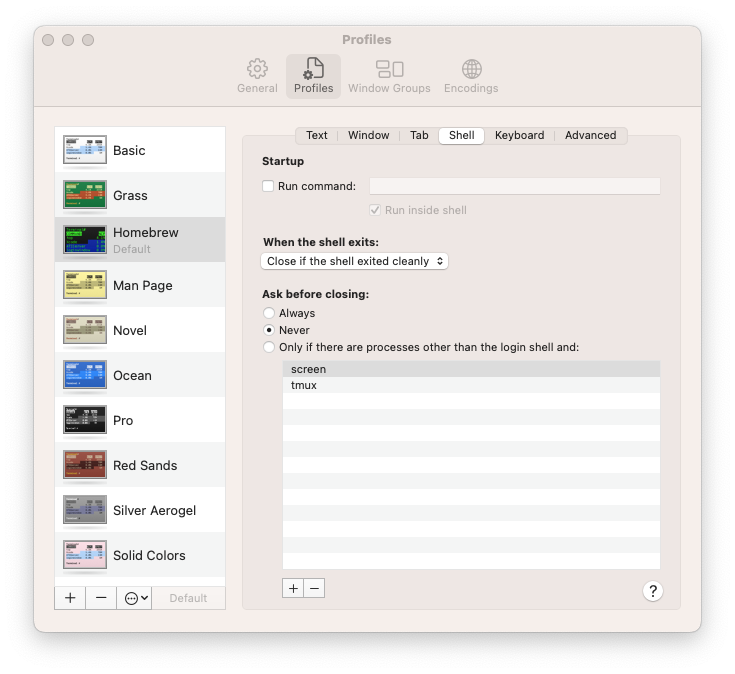 Profiles
General
Profiles
Window Groups
Encodings
Basic
Grass
Homebrew
Default
Man Page
Novel
Ocean
Pro
Red Sands
Silver Aerogel
Solid Colors
Default
Text
Window
Tab
Shell
Keyboard
Advanced
Startup
Run command:
Run inside shell
When the shell exits:
Close if the shell exited cleanly
Ask before closing:
Always
Never
Only if there are processes other than the login shell and:
screen
tmux
+ −
+ −
?